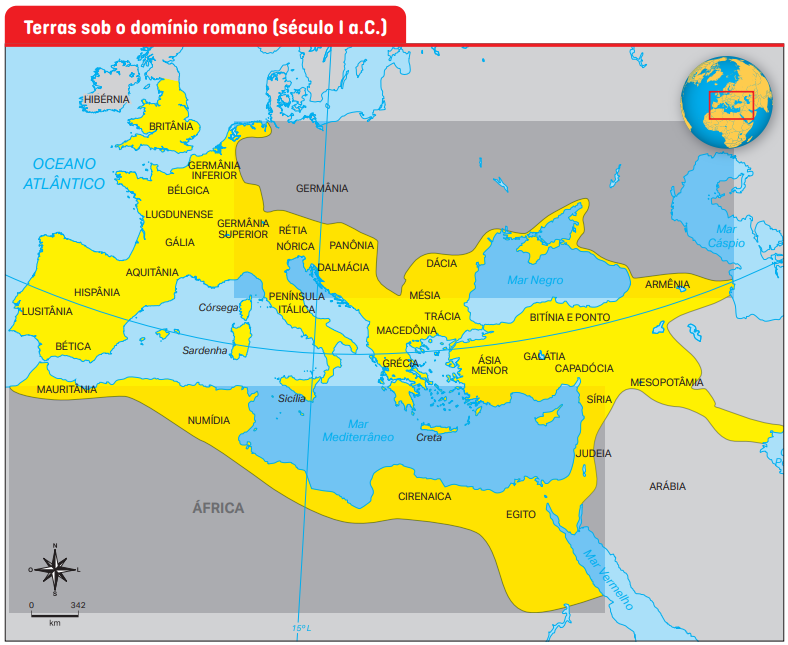 Terras sob o domínio romano (século I a.C.)
HIBÉRNIA
BRITÂNIA
OCEANO
ATLÂNTICO
GERMÂNIA
INFERIOR
BÉLGICA
GERMÂNIA
LUGDUNENSE
GERMÂNIA
SUPERIOR
RÉTIA
GÁLIA
NÓRICA
PANÔNIA
Mar
Cáspio
AQUITÂNIA
DALMÁCIA
DÁCIA
Mar Negro
ARMÊNIA
HISPÂNIA
PENÍNSULA
ITÁLICA
MÉSIA
Córsega
LUSITÂNIA
TRÁCIA
BITÍNIA E PONTO
MACEDÔNIA
BÉTICA
Sardenha
GRÉCIA
ÁSIA
MENOR
GALÁTIA
CAPADÓCIA
MESOPOTÂMIA
MAURITÂNIA
Sicília
SÍRIA
NUMÍDIA
Mar
Mediterrâneo
Creta
JUDEIA
ARÁBIA
CIRENAICA
ÁFRICA
EGITO
Mar Vermelho
N
O
L
S
0 342
km
15º L